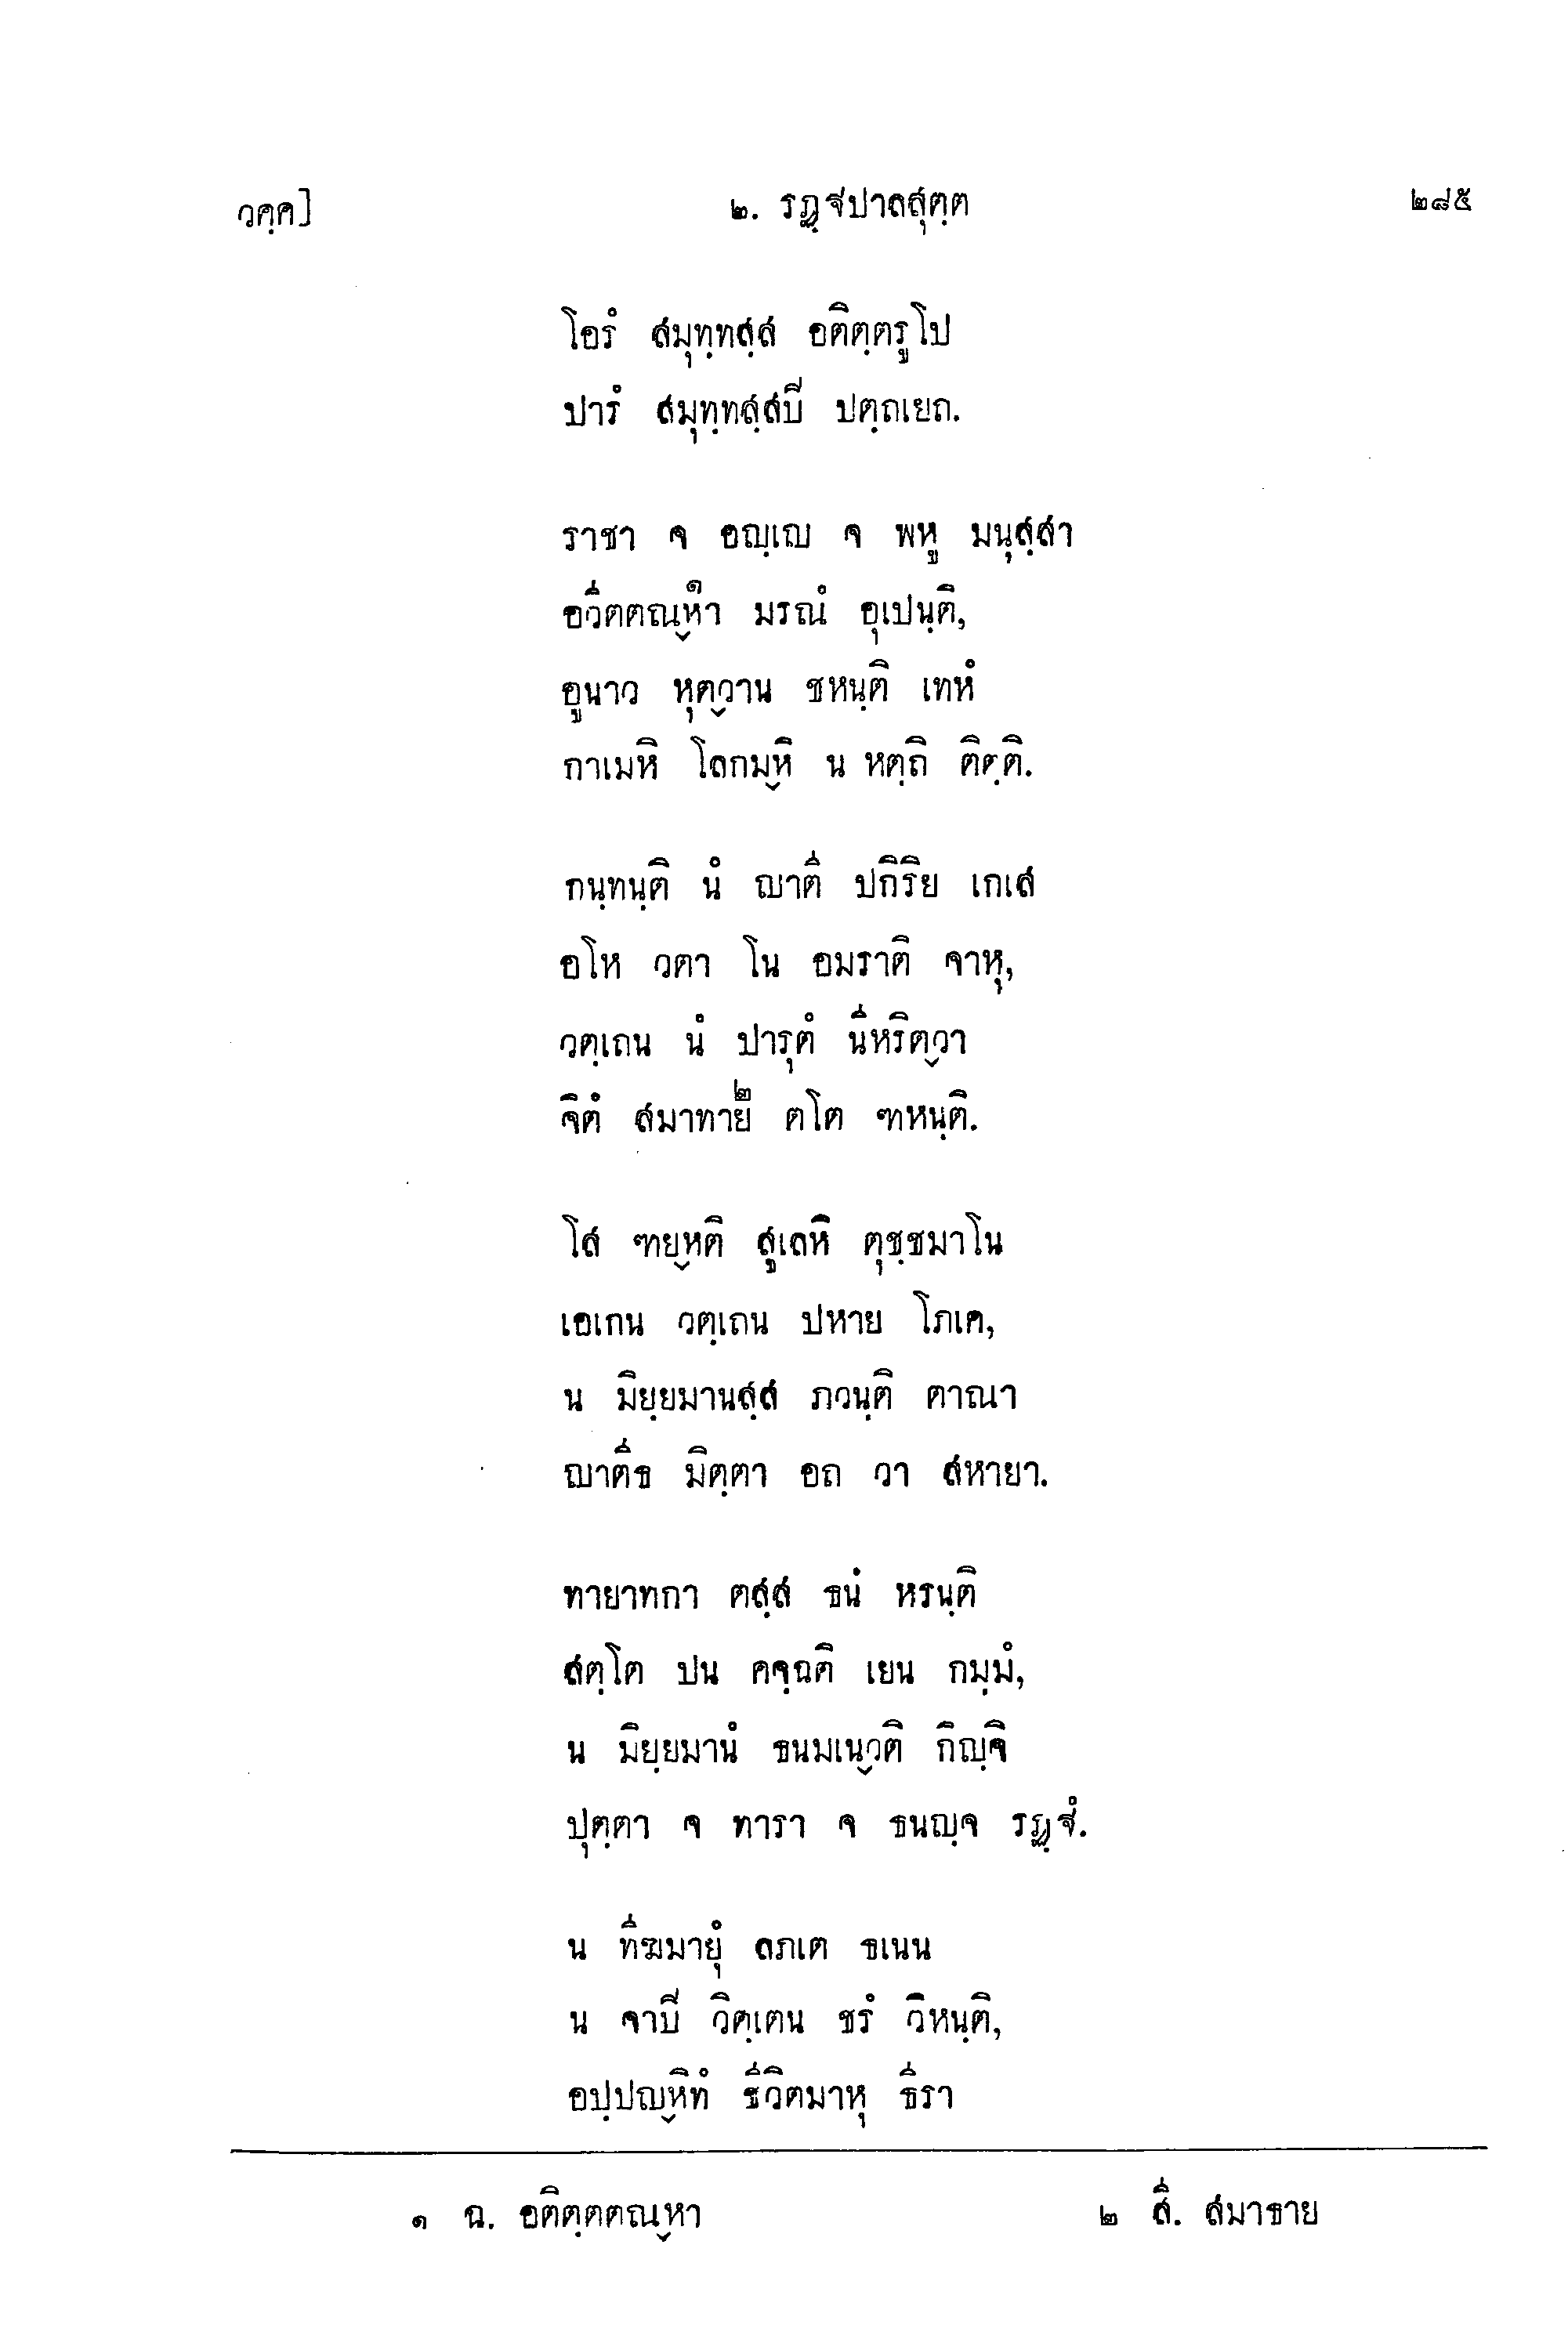 วคฺค] ๒. รฏฺฐปาลสุตฺต ๒๘๕
โอรํ สมุทฺทสฺส อติตฺตรูโป
ปารํ สมุทฺทสฺสปี ปตฺถเยถ.
ราชา จ อญฺเญ จ พหู มนุสฺสา
อวีตตณ๎หา๑ มรณํ อุเปนฺติ,
อูนาว หุต๎วาน ชหนฺติ เทหํ
กาเมหิ โลกม๎หิ น หตฺถิ ติตฺติ.
กนฺทนฺติ นํ ญาตี ปกิริย เกเส
อโห วตา โน อมราติ จาหุ,
วตฺเถน นํ ปารุตํ นีหริต๎วา
จิตํ สมาทาย๒ ตโต ฑหนฺติ.
โส ฑย๎หติ สูเลหิ ตุชฺชมาโน
เอเกน วตฺเถน ปหาย โภเค,
น มิยฺยมานสฺส ภวนฺติ ตาณา
ญาตีธ มิตฺตา อถ วา สหายา.
ทายาทกา ตสฺส ธนํ หรนฺติ
สตฺโต ปน คจฺฉติ เยน กมฺมํ,
น มิยฺยมานํ ธนมเน๎วติ กิญฺจิ
ปุตฺตา จ ทารา จ ธนญฺจ รฏฺฐํ.
น ทีฆมายุํ ลภเต ธเนน
น จาปี วิตฺเตน ชรํ วิหนฺติ,
อปฺปญ๎หิทํ ชีวิตมาหุ ธีรา
๑ ฉ. อติตฺตตณ๎หา ๒ สี. สมาธาย